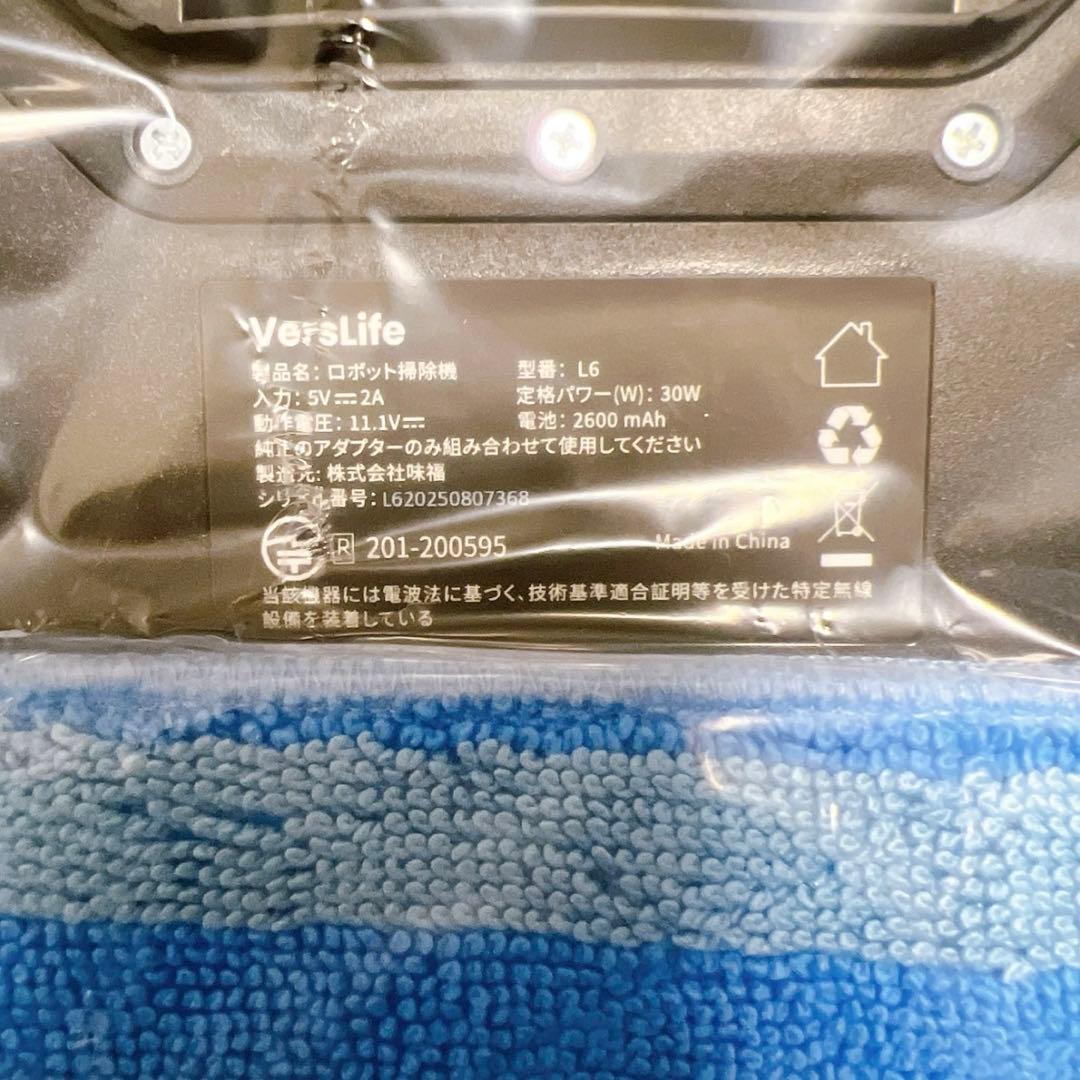 VersLife
製品名: ロボット掃除機 型番: L6
入力: 5V⎓2A 定格パワー(W): 30W
動作電圧: 11.1V⎓ 電池: 2600 mAh
純正のアダプターのみ組み合わせて使用してください
製造元: 株式会社味福
シリアル番号: L620250807368
R 201-200595 Made in China
当該機器には電波法に基づく、技術基準適合証明等を受けた特定無線
設備を装着している